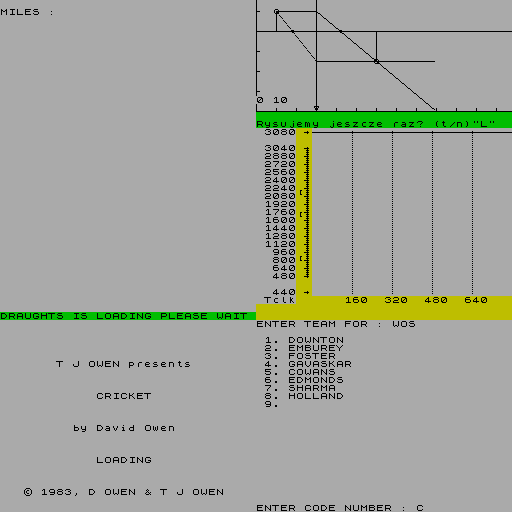 MILES :
0 10
Rysujemy jeszcze raz? (t/n)"L"
3080
3040
2880
2720
2560
2400
2240
2080
1920
1760
1600
1440
1280
1120
960
800
640
480
440
Tclk 160 320 480 640
DRAUGHTS IS LOADING PLEASE WAIT
T J OWEN presents
CRICKET
by David Owen
LOADING
© 1983, D OWEN & T J OWEN
ENTER TEAM FOR : WOS
1. DOWNTON
2. EMBUREY
3. FOSTER
4. GAVASKAR
5. COWANS
6. EDMONDS
7. SHARMA
8. HOLLAND
9.
ENTER CODE NUMBER : C